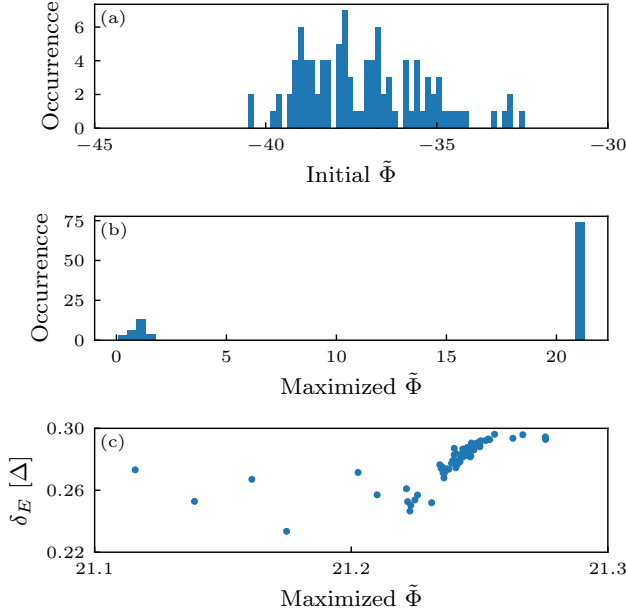 (a)
Occurrencce
6
4
2
0
−45
−40
−35
−30
Initial Φ̃
(b)
Occurrencce
75
50
25
0
0
5
10
15
20
Maximized Φ̃
(c)
δ_E [Δ]
0.30
0.26
0.22
21.1
21.2
21.3
Maximized Φ̃